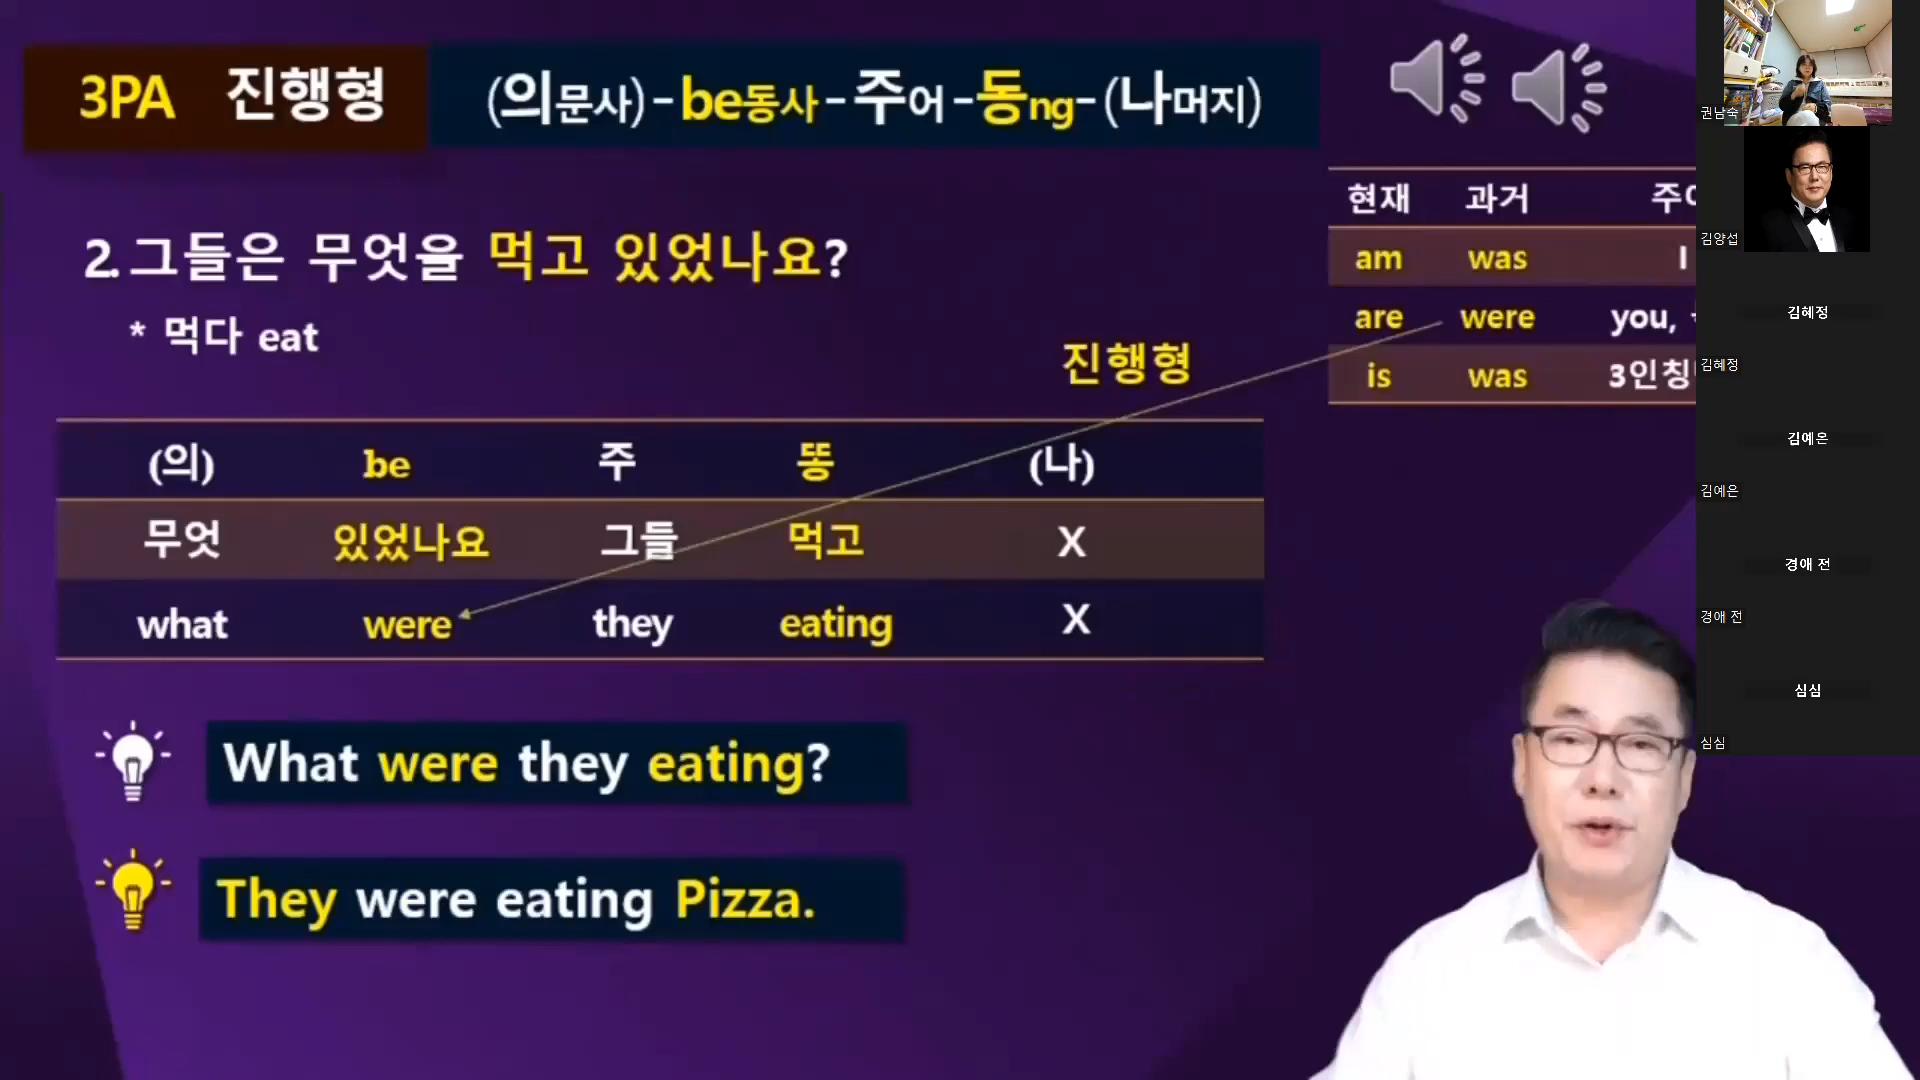 3PA 진행형 (의문사)-be동사-주어-동ng-(나머지)
2.그들은 무엇을 먹고 있었나요?
* 먹다 eat
진행형
(의) be 주 똥 (나)
무엇 있었나요 그들 먹고 X
what were they eating X
What were they eating?
They were eating Pizza.
현재 과거
am was I
are were you,
is was 3인칭
권남숙
김양섭
김혜정
김혜정
김예은
김예은
경애 전
경애 전
심심
심심